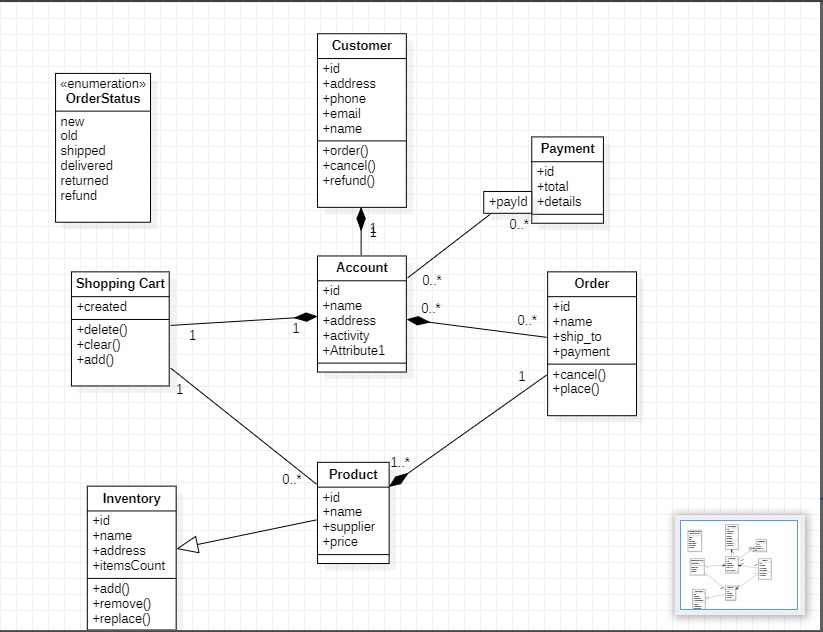 Customer
+id
+address
+phone
+email
+name
+order()
+cancel()
+refund()
«enumeration»
OrderStatus
new
old
shipped
delivered
returned
refund
Payment
+id
+total
+details
+payId
0..*
1
1
Account
+id
+name
+address
+activity
+Attribute1
0..*
0..*
0..*
Shopping Cart
+created
+delete()
+clear()
+add()
1
1
1
Order
+id
+name
+ship_to
+payment
+cancel()
+place()
1
1..*
0..*
Product
+id
+name
+supplier
+price
Inventory
+id
+name
+address
+itemsCount
+add()
+remove()
+replace()